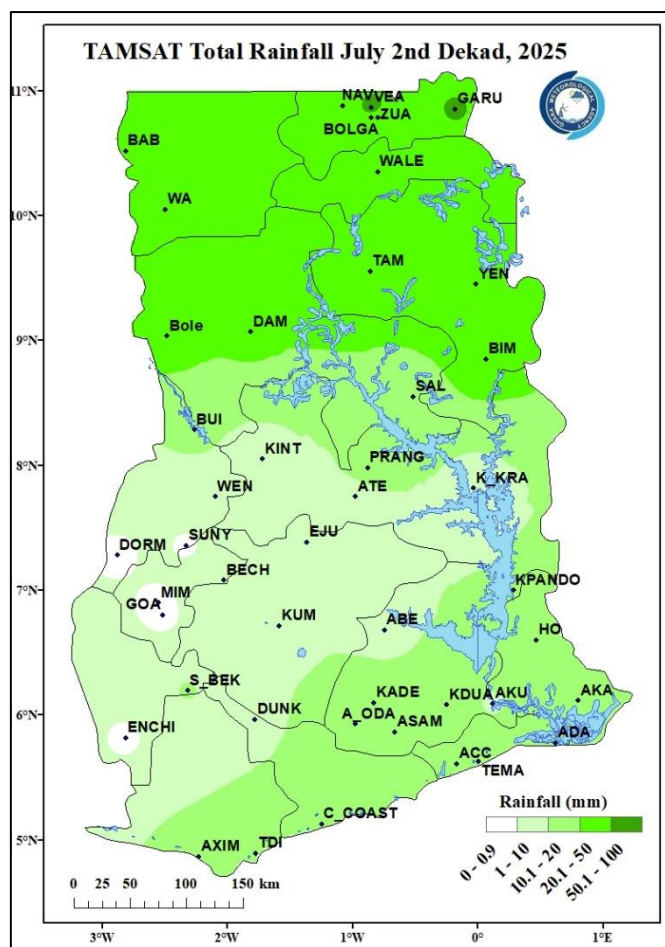 TAMSAT Total Rainfall July 2nd Dekad, 2025
GHANA METEOROLOGICAL AGENCY
11°N
10°N
9°N
8°N
7°N
6°N
5°N
NAV
VEA
GARU
ZUA
BOLGA
BAB
WALE
WA
TAM
YEN
Bole
DAM
BIM
SAL
BUI
KINT
PRANG
WEN
ATE
K_KRA
SUNY
EJU
DORM
BECH
KPANDO
MIM
GOA
KUM
ABE
HO
S_BEK
KADE
KDUA
AKU
AKA
DUNK
A_ODA
ASAM
ENCHI
ADA
ACC
TEMA
C_COAST
AXIM
TDI
Rainfall (mm)
0 - 0.9
1 - 10
10.1 - 20
20.1 - 50
50.1 - 100
0 25 50 100 150 km
3°W 2°W 1°W 0° 1°E